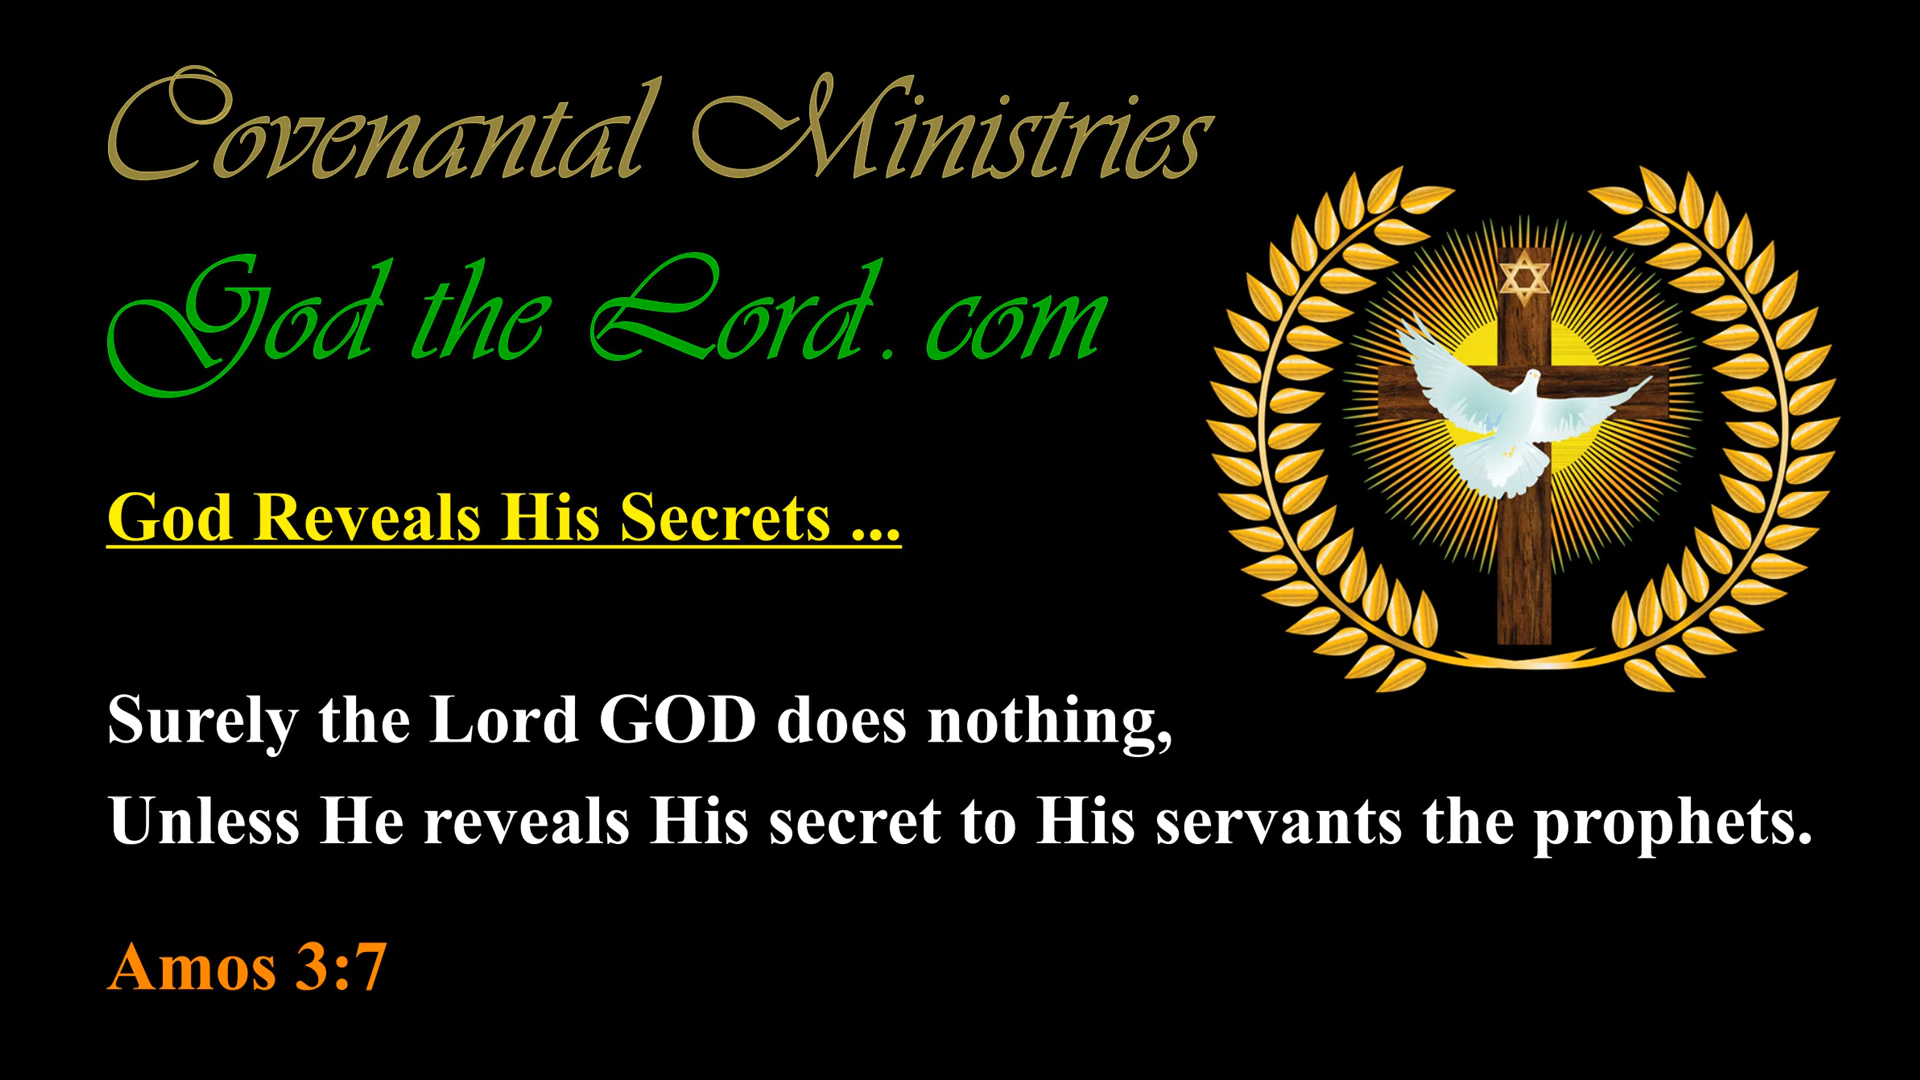 Covenantal Ministries
God the Lord . com
God Reveals His Secrets ...
Surely the Lord GOD does nothing,
Unless He reveals His secret to His servants the prophets.
Amos 3:7